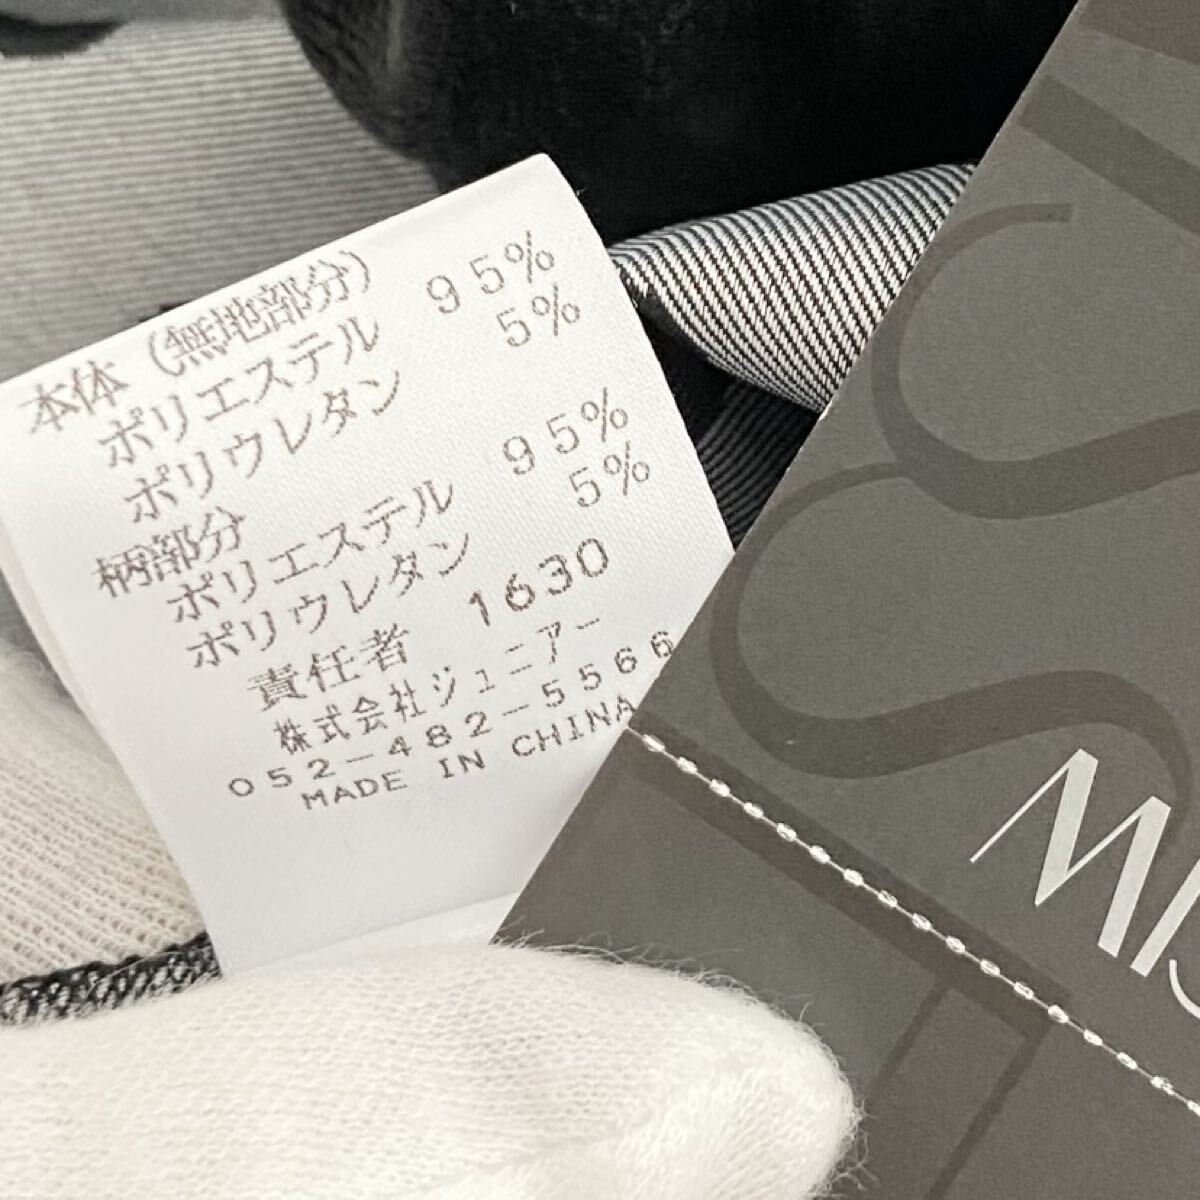 本体（無地部分）
ポリエステル 95%
ポリウレタン 5%
柄部分
ポリエステル 95%
ポリウレタン 5%
1630
責任者
株式会社ジュニアー
052-482-5566
MADE IN CHINA
MIS